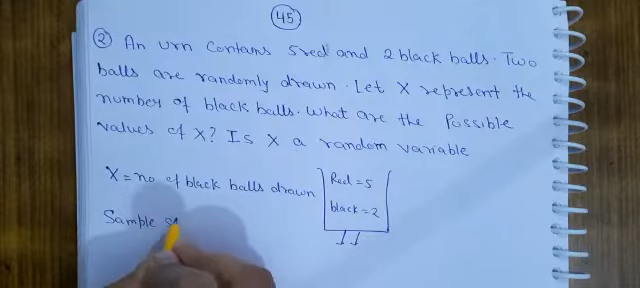 45
2 An urn contains 5 red and 2 black balls. Two
balls are randomly drawn. Let X represent the
number of black balls. What are the Possible
values of X? Is X a random variable
X = no of black balls drawn
Red = 5
black = 2
Sample